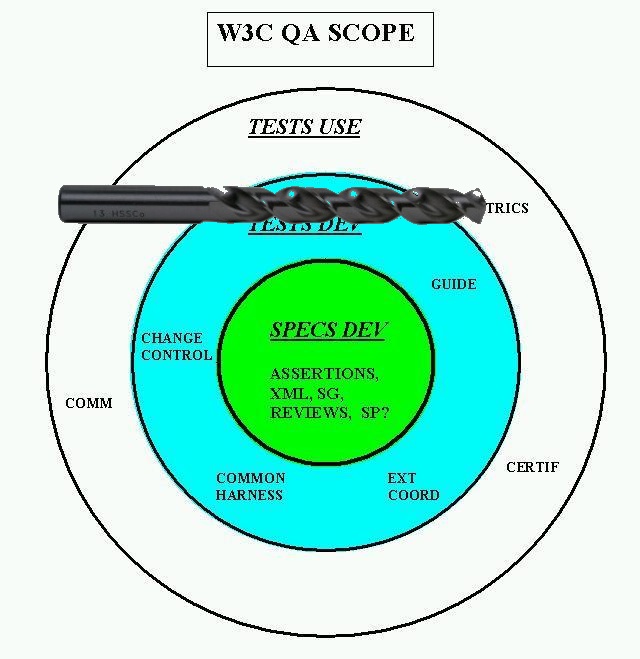 W3C QA SCOPE
TESTS USE
13 HSSCo
TRICS
TESTS DEV
GUIDE
SPECS DEV
CHANGE
CONTROL
ASSERTIONS,
XML, SG,
REVIEWS, SP?
COMM
CERTIF
COMMON
HARNESS
EXT
COORD